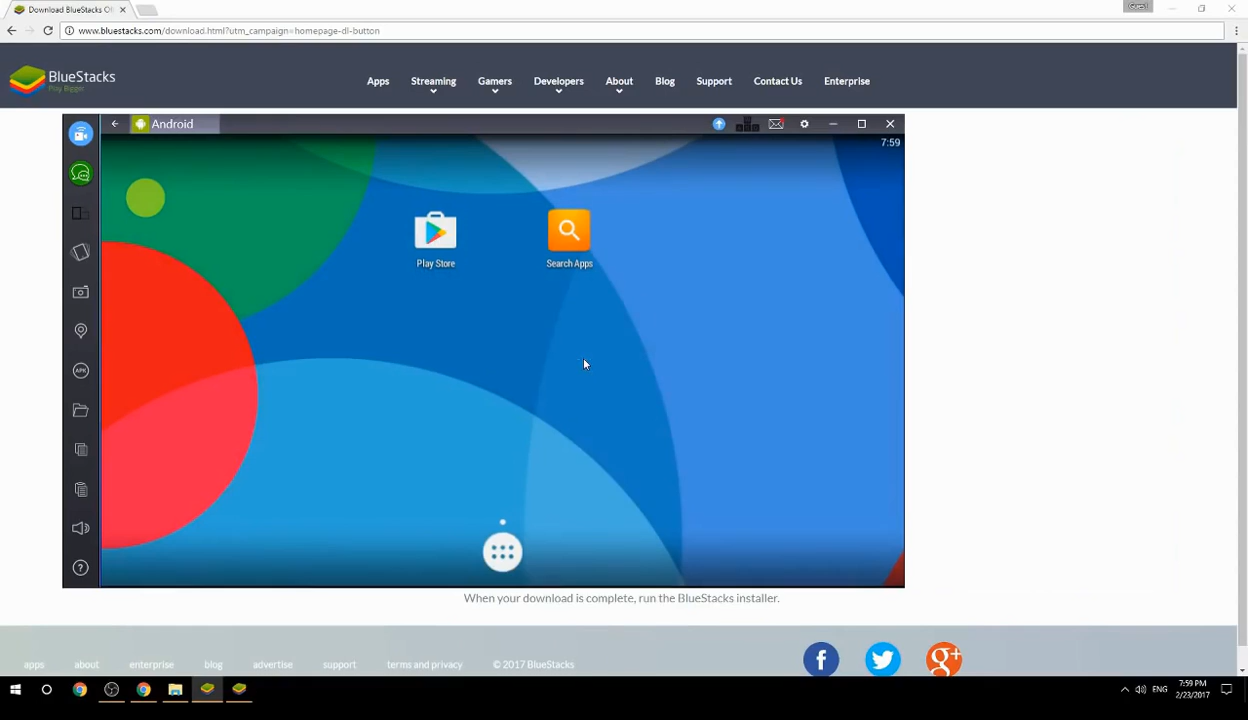 Download BlueStacks Of
Guest
www.bluestacks.com/download.html?utm_campaign=homepage-dl-button
BlueStacks
Play Bigger
Apps Streaming Gamers Developers About Blog Support Contact Us Enterprise
Android
7:59
Play Store
Search Apps
APK
When your download is complete, run the BlueStacks installer.
apps about enterprise blog advertise support terms and privacy © 2017 BlueStacks
ENG
7:59 PM
2/23/2017